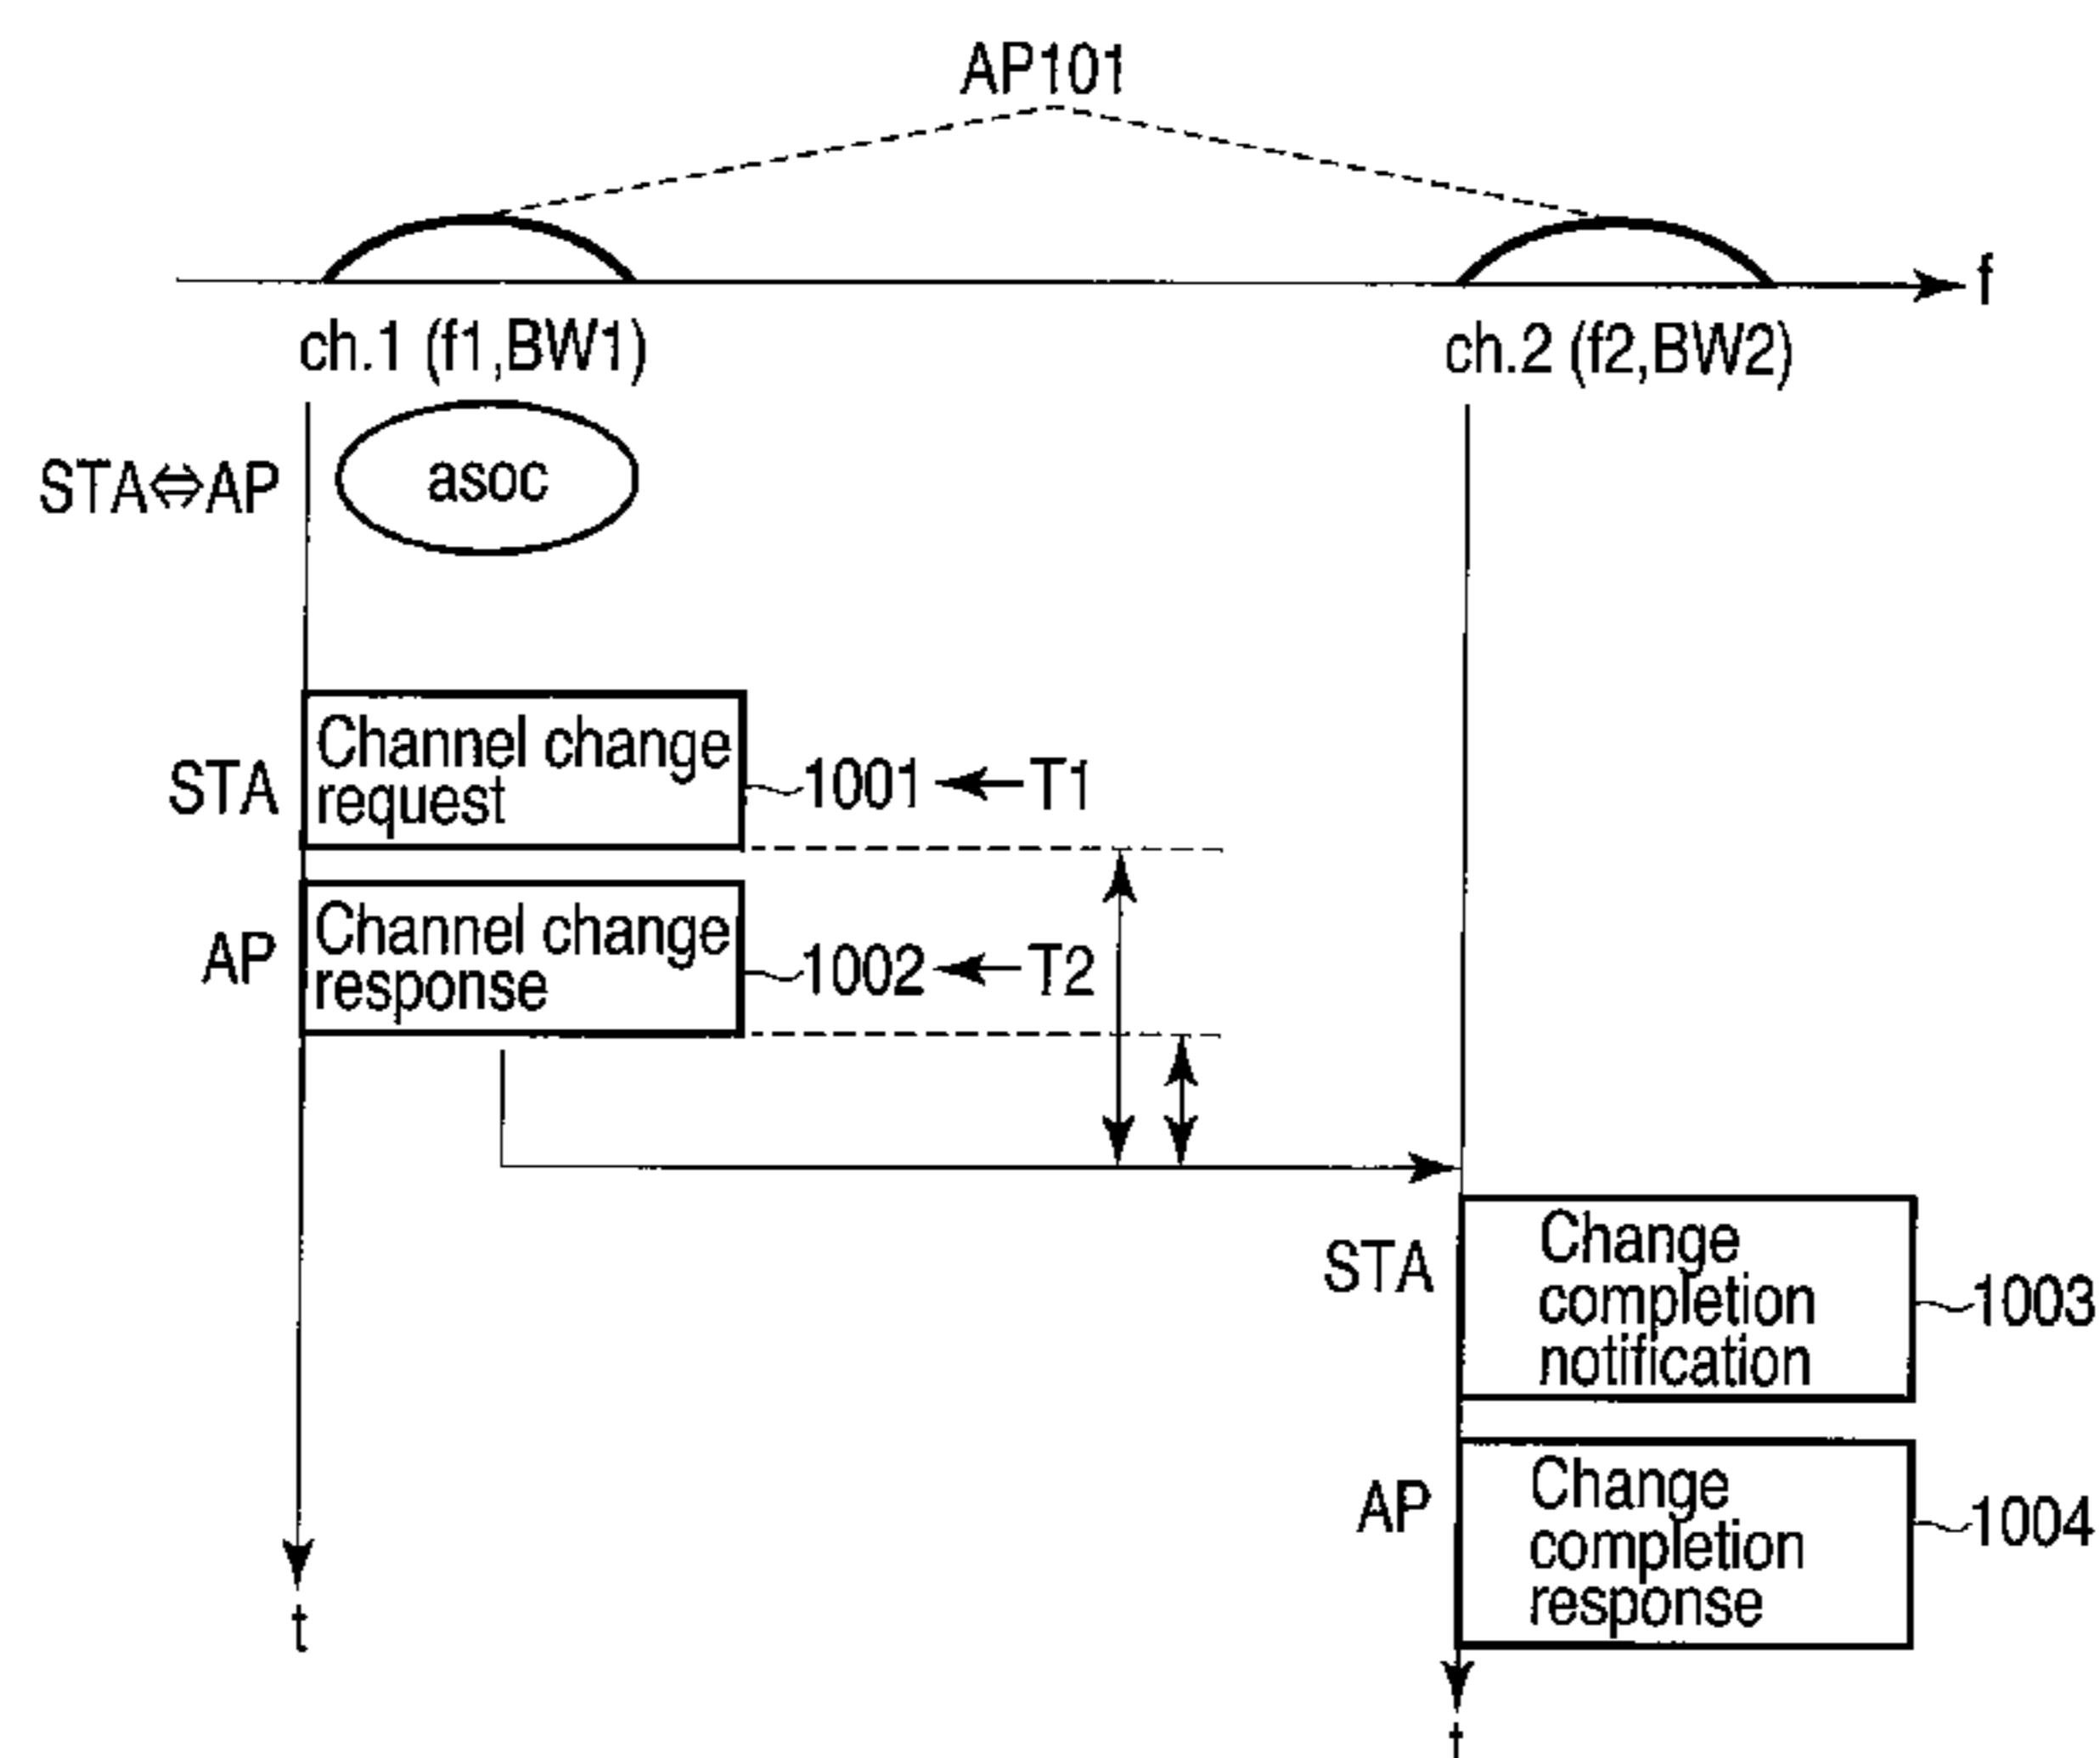 AP101
f
ch.1 (f1,BW1)
ch.2 (f2,BW2)
STA⇔AP
asoc
STA
Channel change
request
1001
T1
AP
Channel change
response
1002
T2
STA
Change
completion
notification
1003
AP
Change
completion
response
1004
t
t